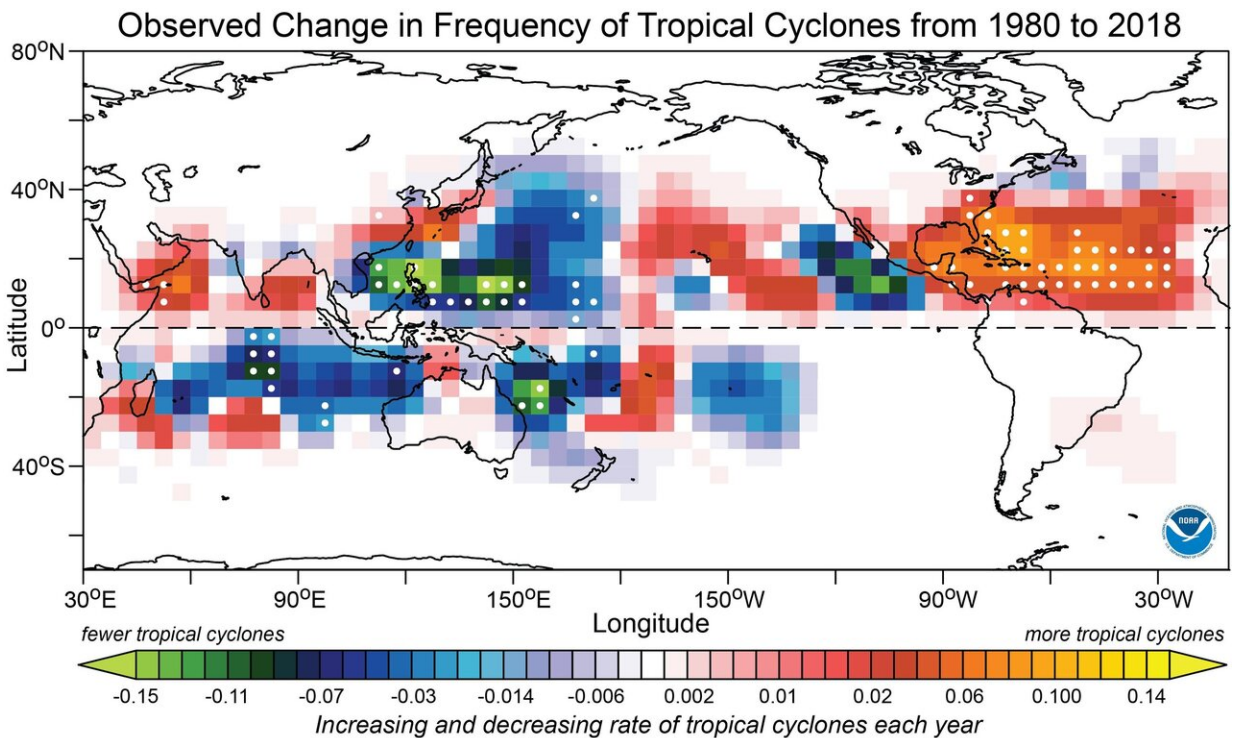 Observed Change in Frequency of Tropical Cyclones from 1980 to 2018
80°N
40°N
0°
40°S
Latitude
30°E 90°E 150°E 150°W 90°W 30°W
Longitude
NOAA
fewer tropical cyclones more tropical cyclones
-0.15 -0.11 -0.07 -0.03 -0.014 -0.006 0.002 0.01 0.02 0.06 0.100 0.14
Increasing and decreasing rate of tropical cyclones each year